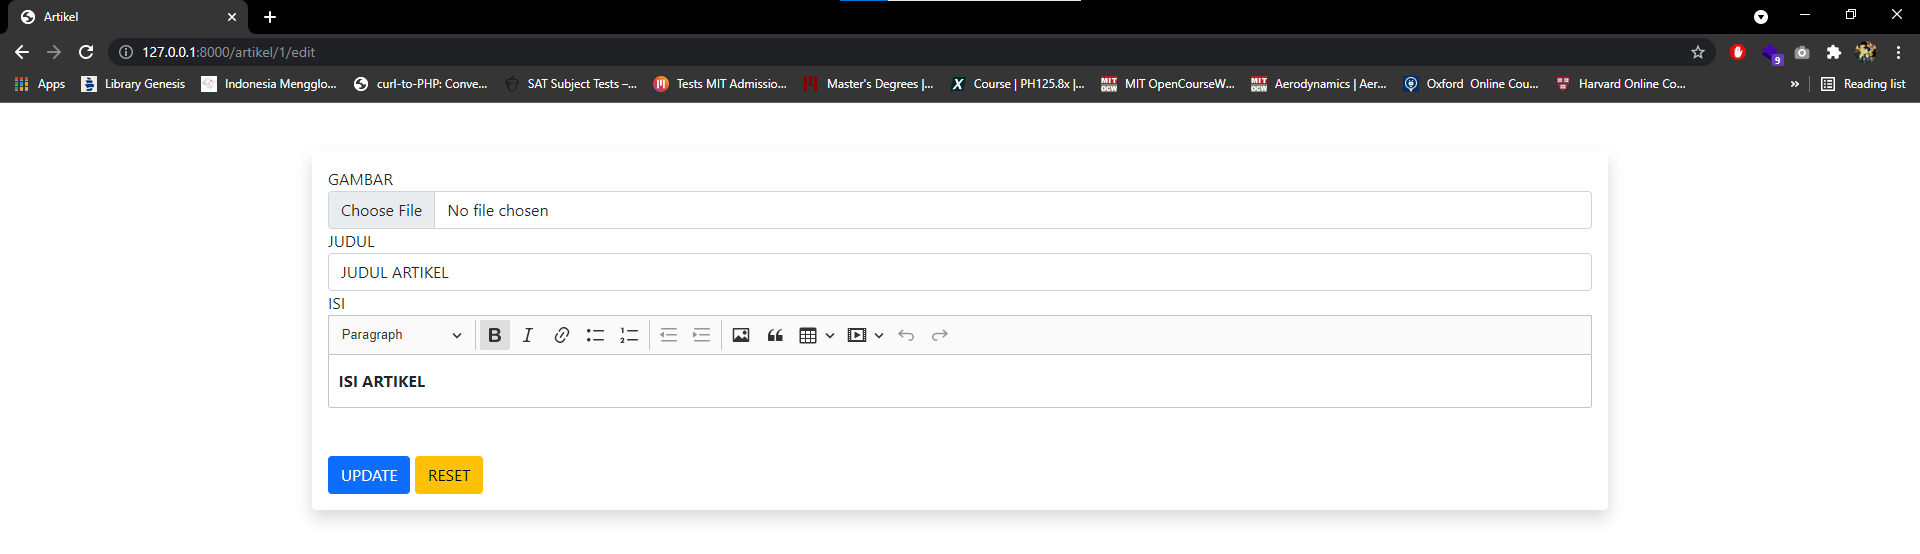 Artikel
127.0.0.1:8000/artikel/1/edit
Apps Library Genesis Indonesia Mengglo... curl-to-PHP: Conve... SAT Subject Tests –... Tests MIT Admissio... Master's Degrees |... Course | PH125.8x |... MIT OpenCourseW... Aerodynamics | Aer... Oxford Online Cou... Harvard Online Co... » Reading list
GAMBAR
Choose File No file chosen
JUDUL
JUDUL ARTIKEL
ISI
Paragraph
ISI ARTIKEL
UPDATE RESET